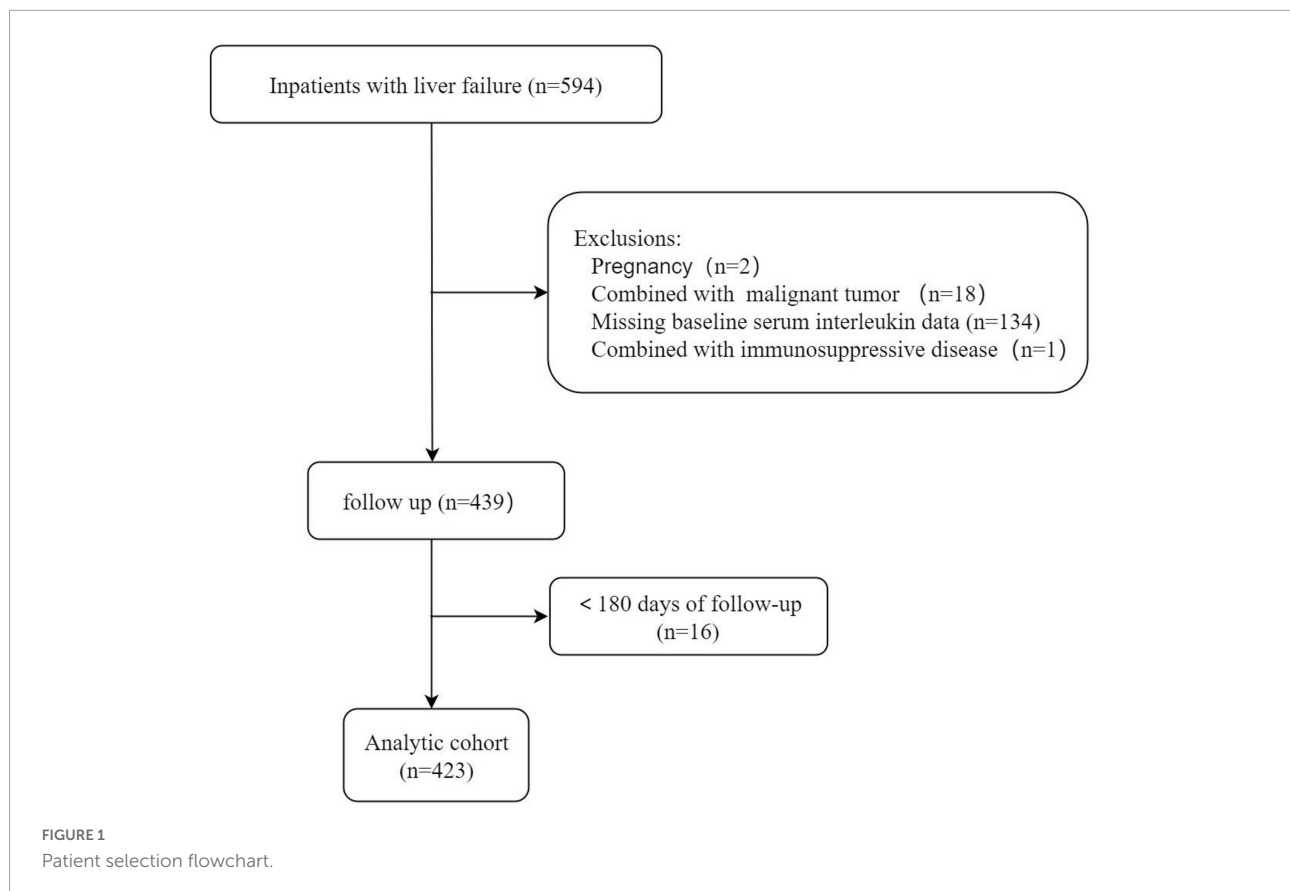 Inpatients with liver failure (n=594)
Exclusions:
Pregnancy（n=2)
Combined with malignant tumor （n=18)
Missing baseline serum interleukin data (n=134)
Combined with immunosuppressive disease（n=1）
follow up (n=439）
< 180 days of follow-up
(n=16)
Analytic cohort
(n=423)
FIGURE 1
Patient selection flowchart.